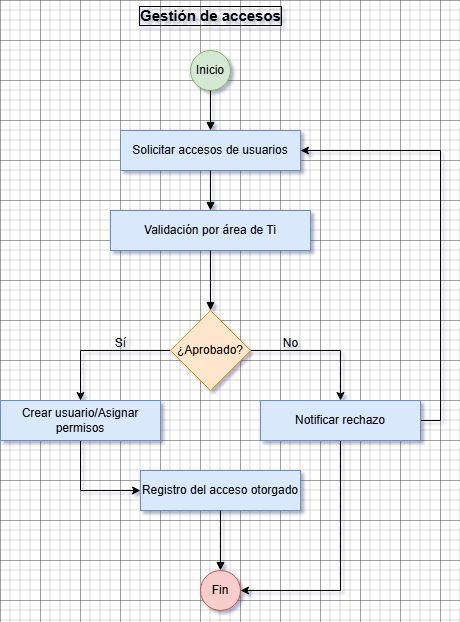 Gestión de accesos
Inicio
Solicitar accesos de usuarios
Validación por área de Ti
¿Aprobado?
Sí
No
Crear usuario/Asignar
permisos
Notificar rechazo
Registro del acceso otorgado
Fin